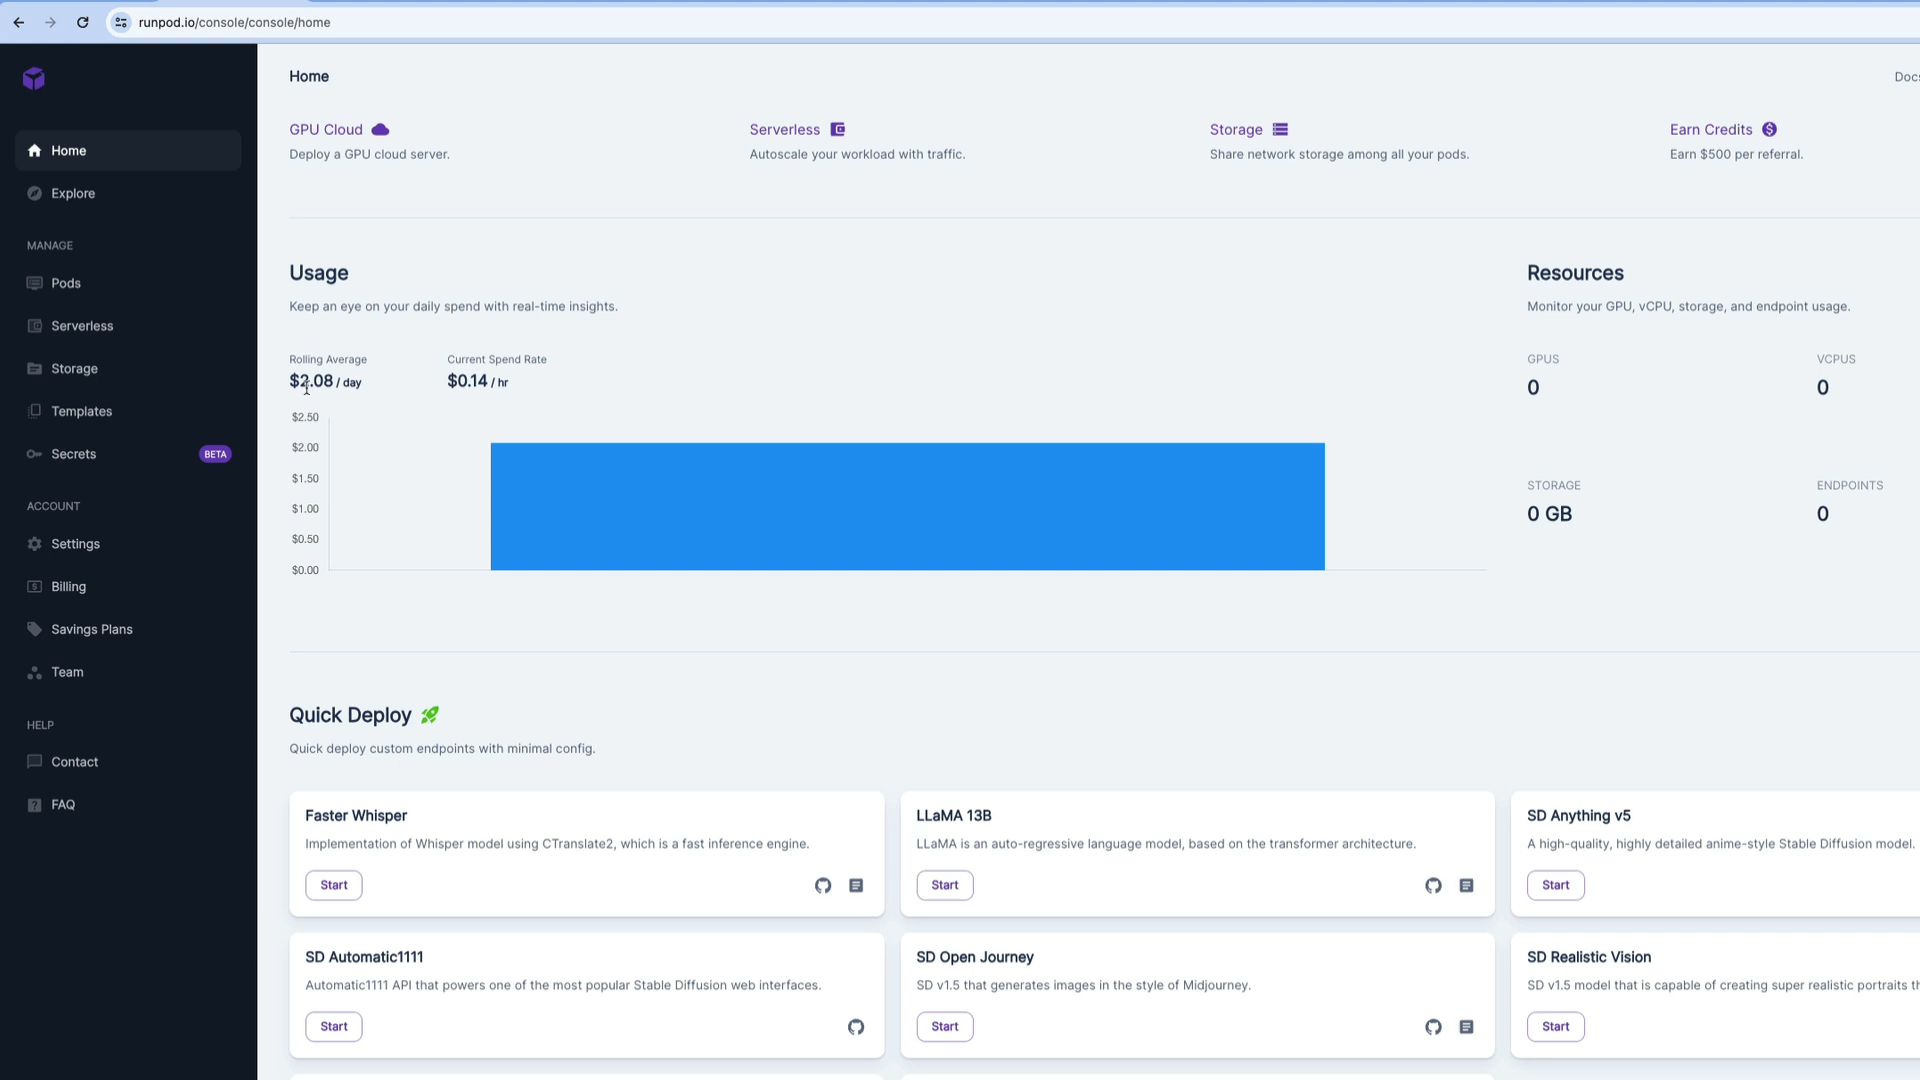 runpod.io/console/console/home
Home
Docs
GPU Cloud
Deploy a GPU cloud server.
Serverless
Autoscale your workload with traffic.
Storage
Share network storage among all your pods.
Earn Credits
Earn $500 per referral.
Home
Explore
MANAGE
Pods
Serverless
Storage
Templates
Secrets BETA
ACCOUNT
Settings
Billing
Savings Plans
Team
HELP
Contact
FAQ
Usage
Keep an eye on your daily spend with real-time insights.
Rolling Average
$2.08 / day
Current Spend Rate
$0.14 / hr
$2.50
$2.00
$1.50
$1.00
$0.50
$0.00
Resources
Monitor your GPU, vCPU, storage, and endpoint usage.
GPUS
0
VCPUS
0
STORAGE
0 GB
ENDPOINTS
0
Quick Deploy
Quick deploy custom endpoints with minimal config.
Faster Whisper
Implementation of Whisper model using CTranslate2, which is a fast inference engine.
Start
LLaMA 13B
LLaMA is an auto-regressive language model, based on the transformer architecture.
Start
SD Anything v5
A high-quality, highly detailed anime-style Stable Diffusion model.
Start
SD Automatic1111
Automatic1111 API that powers one of the most popular Stable Diffusion web interfaces.
Start
SD Open Journey
SD v1.5 that generates images in the style of Midjourney.
Start
SD Realistic Vision
SD v1.5 model that is capable of creating super realistic portraits
Start